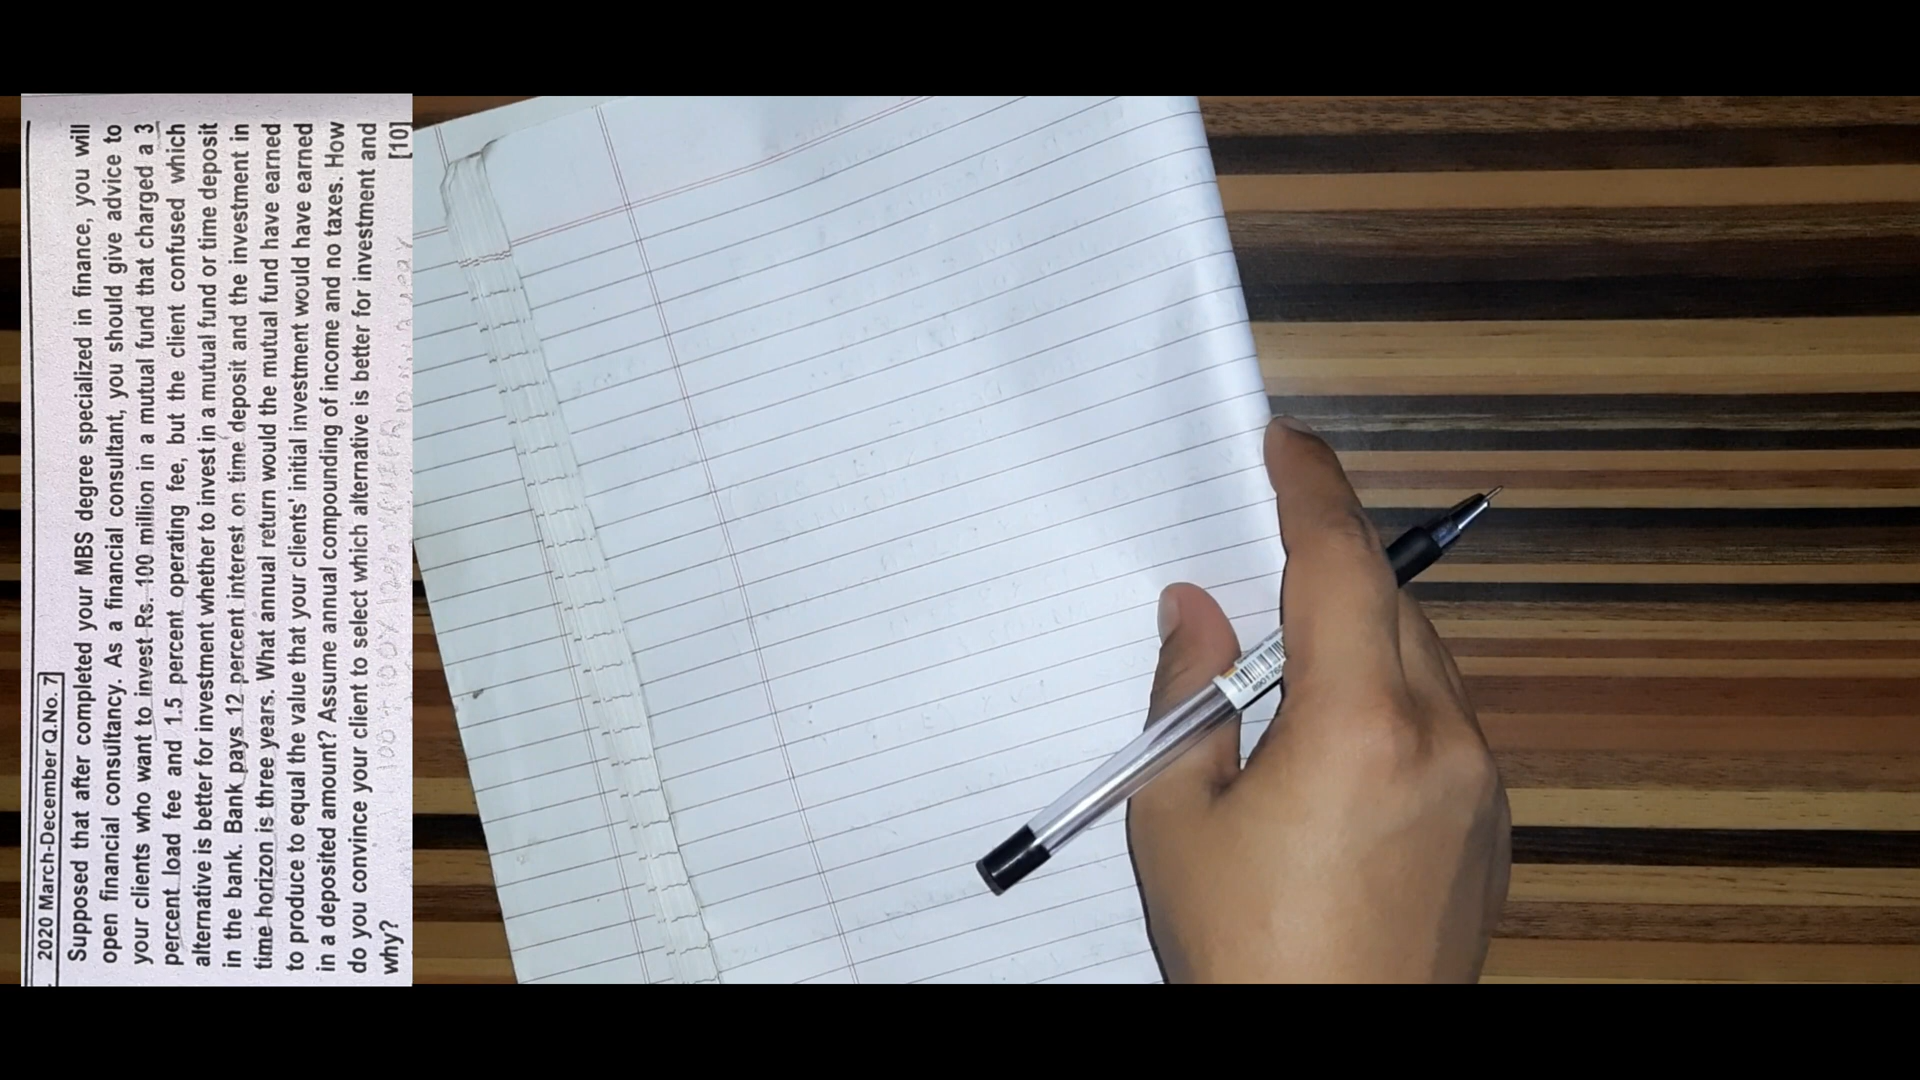 2020 March-December Q.No. 7
Supposed that after completed your MBS degree specialized in finance, you will
open financial consultancy. As a financial consultant, you should give advice to
your clients who want to invest Rs. 100 million in a mutual fund that charged a 3
percent load fee and 1.5 percent operating fee, but the client confused which
alternative is better for investment whether to invest in a mutual fund or time deposit
in the bank. Bank pays 12 percent interest on time deposit and the investment in
time horizon is three years. What annual return would the mutual fund have earned
to produce to equal the value that your clients' initial investment would have earned
in a deposited amount? Assume annual compounding of income and no taxes. How
do you convince your client to select which alternative is better for investment and
why? [10]